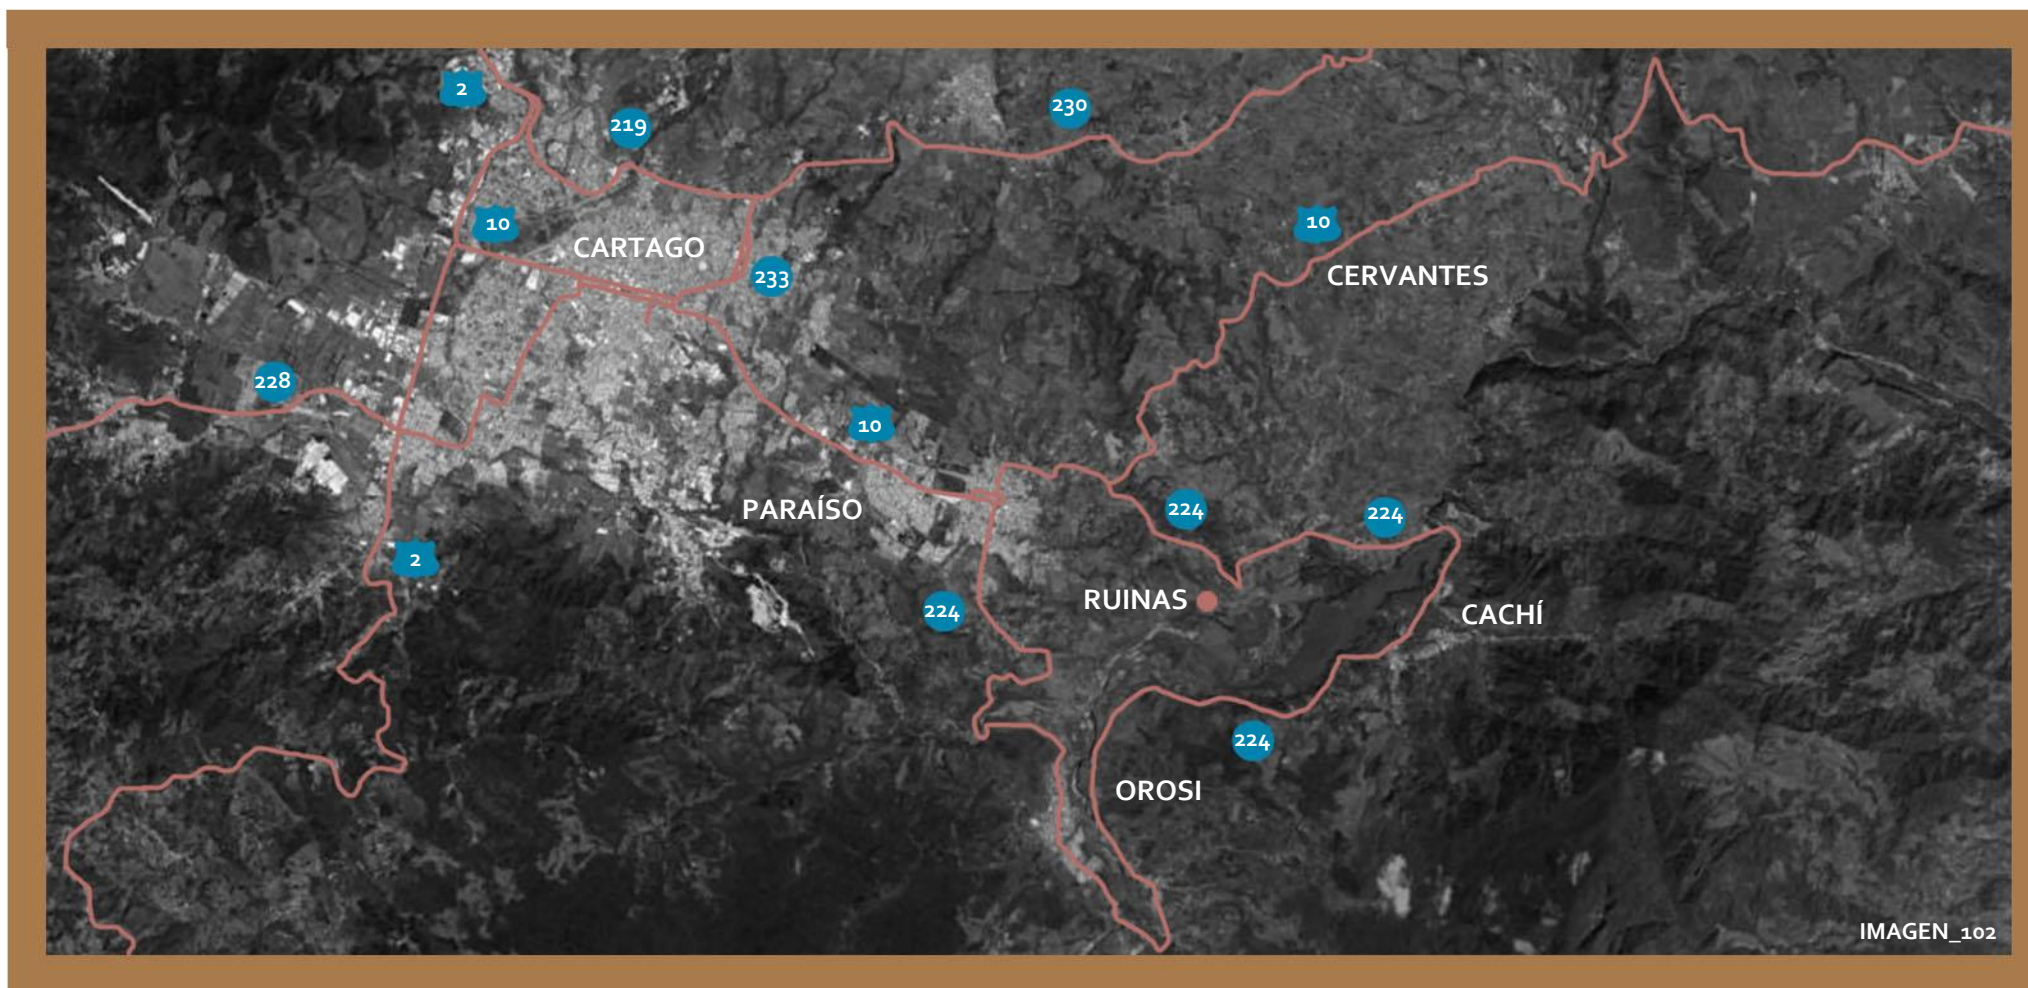 2
219
230
10
CARTAGO
10
233
CERVANTES
228
10
PARAÍSO
224
224
2
224
RUINAS
CACHÍ
224
OROSI
IMAGEN_102